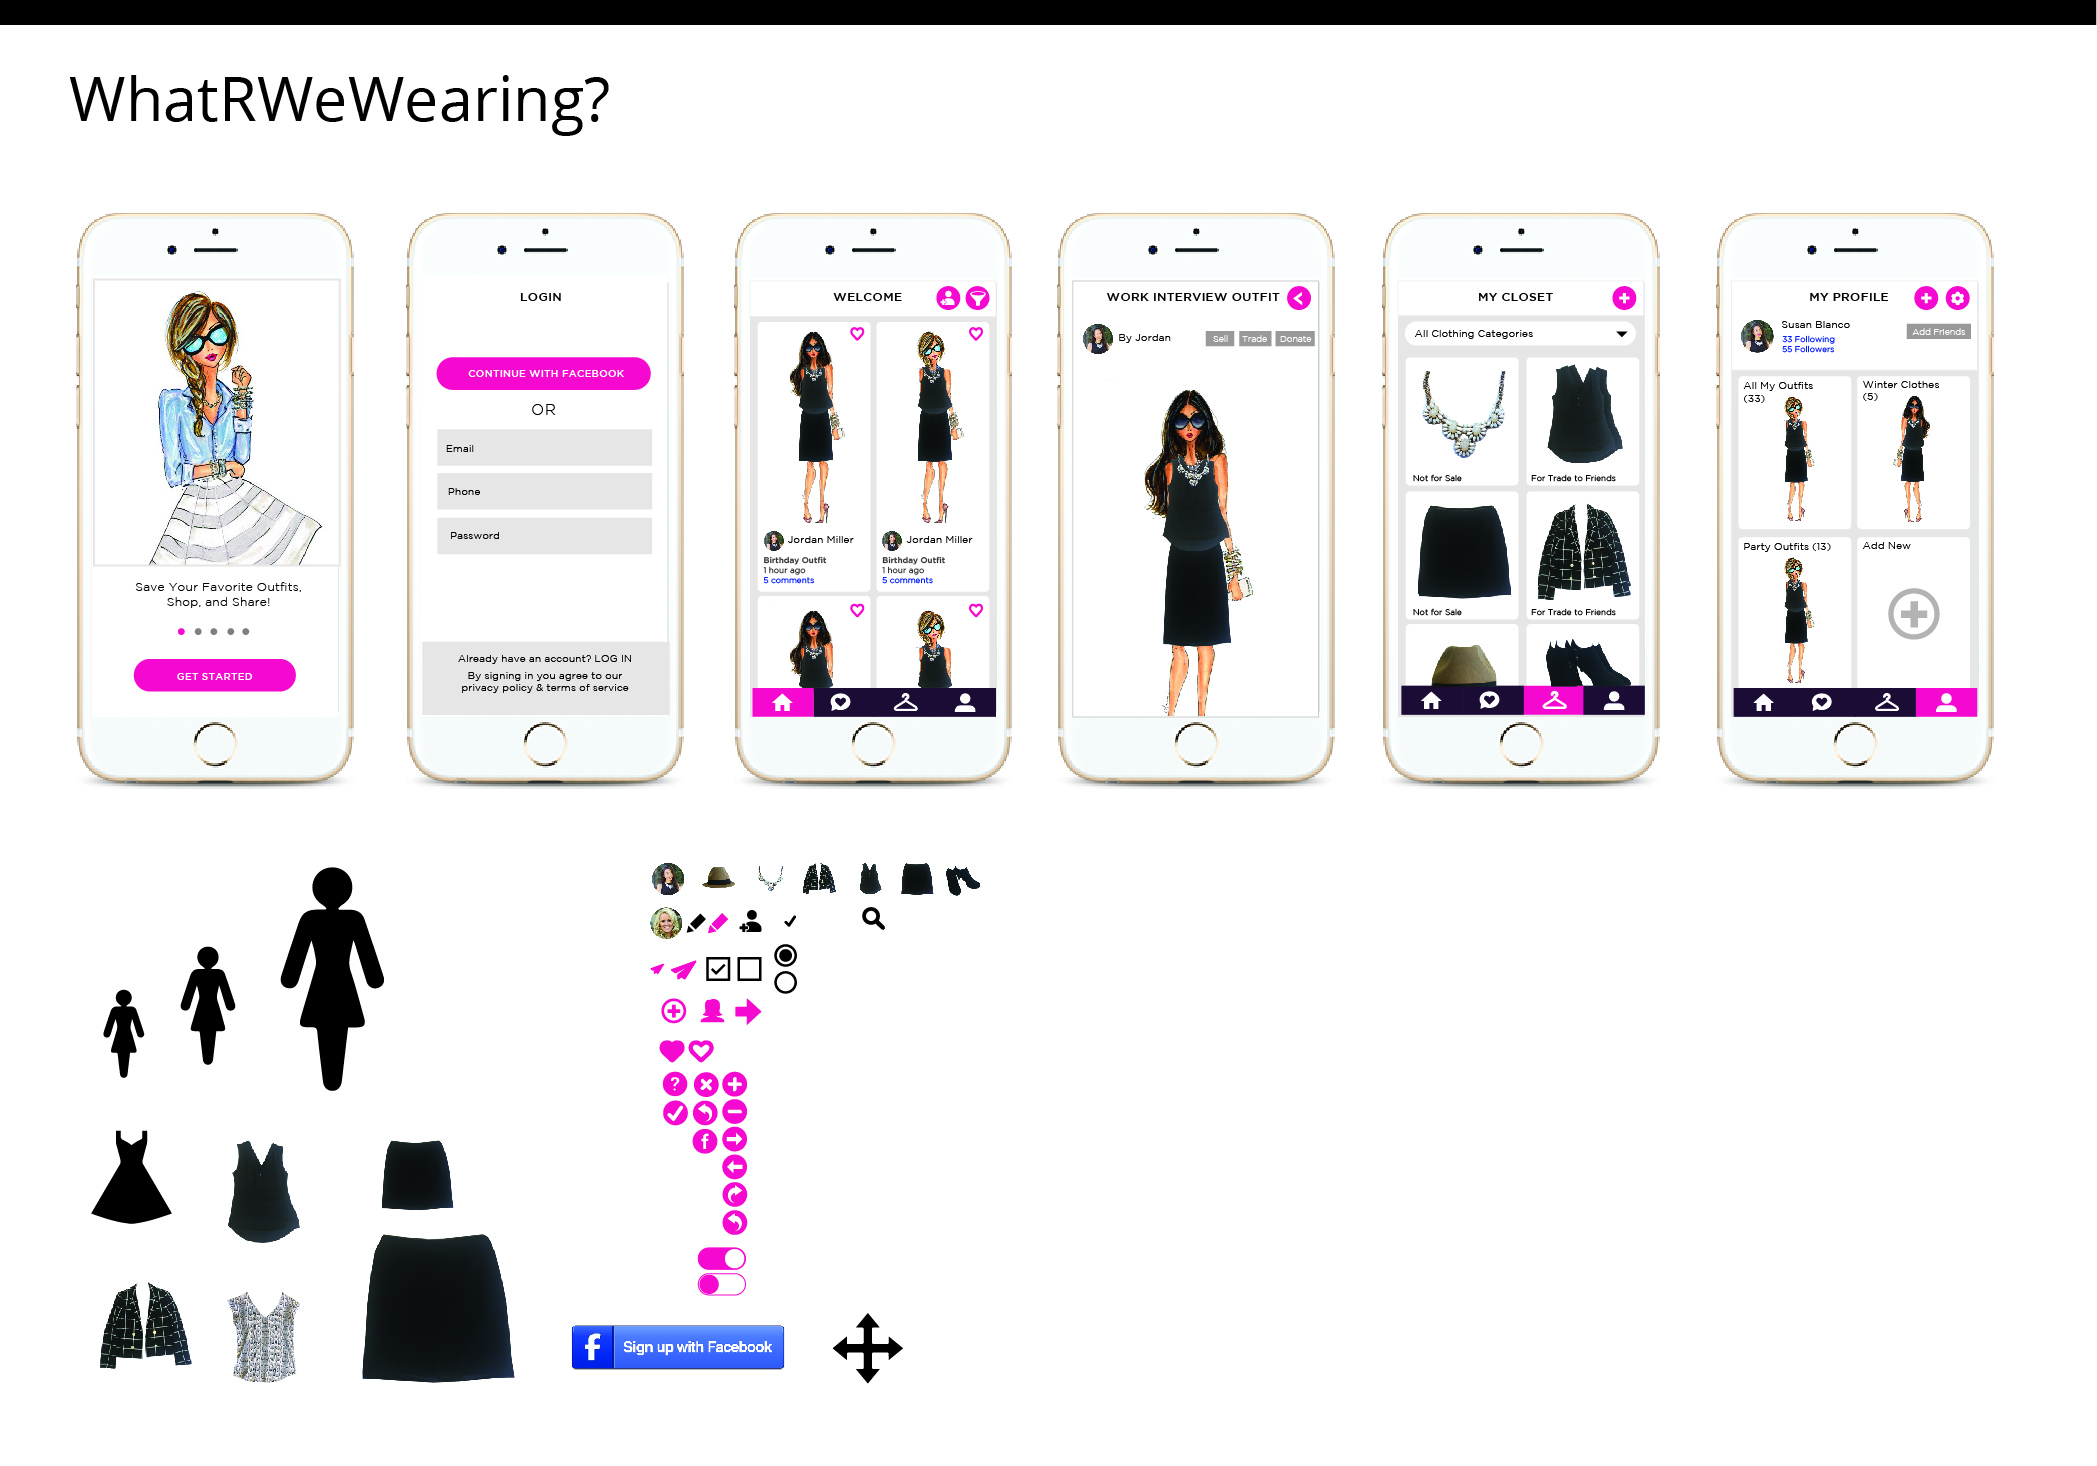 WhatRWeWearing?
Save Your Favorite Outfits,
Shop, and Share!
GET STARTED
LOGIN
CONTINUE WITH FACEBOOK
OR
Email
Phone
Password
Already have an account? LOG IN
By signing in you agree to our
privacy policy & terms of service
WELCOME
Jordan Miller
Birthday Outfit
1 hour ago
5 comments
Jordan Miller
Birthday Outfit
1 hour ago
5 comments
WORK INTERVIEW OUTFIT
By Jordan
Sell
Trade
Donate
MY CLOSET
All Clothing Categories
Not for Sale
For Trade to Friends
Not for Sale
For Trade to Friends
MY PROFILE
Susan Blanco
33 Following
55 Followers
Add Friends
All My Outfits
(33)
Winter Clothes
(5)
Party Outfits (13)
Add New
f Sign up with Facebook